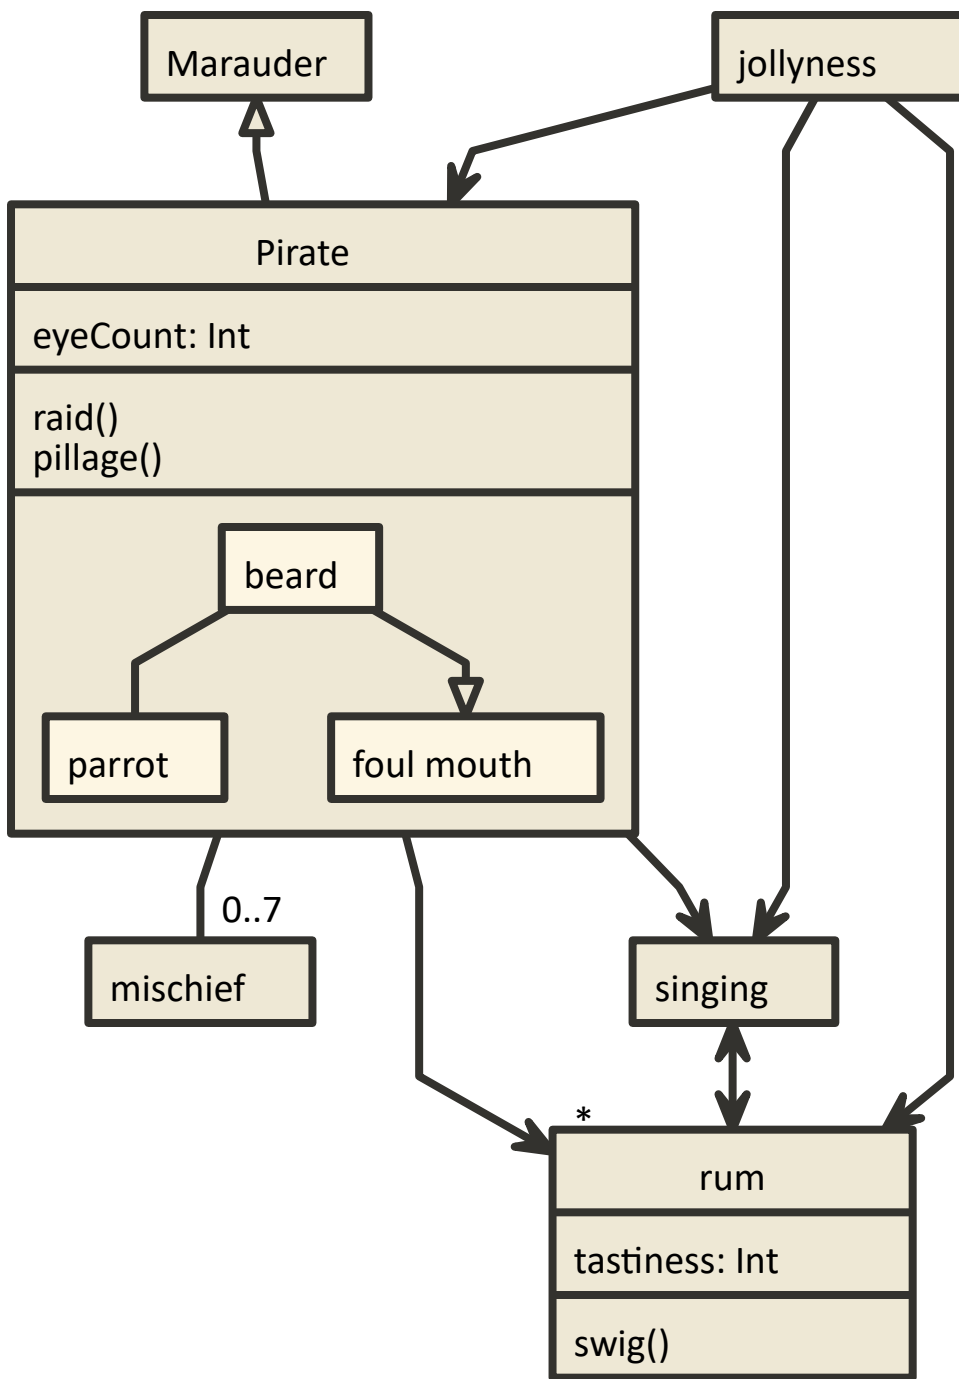 Marauder
jollyness
Pirate
eyeCount: Int
raid()
pillage()
beard
parrot
foul mouth
0..7
mischief
singing
*
rum
tastiness: Int
swig()